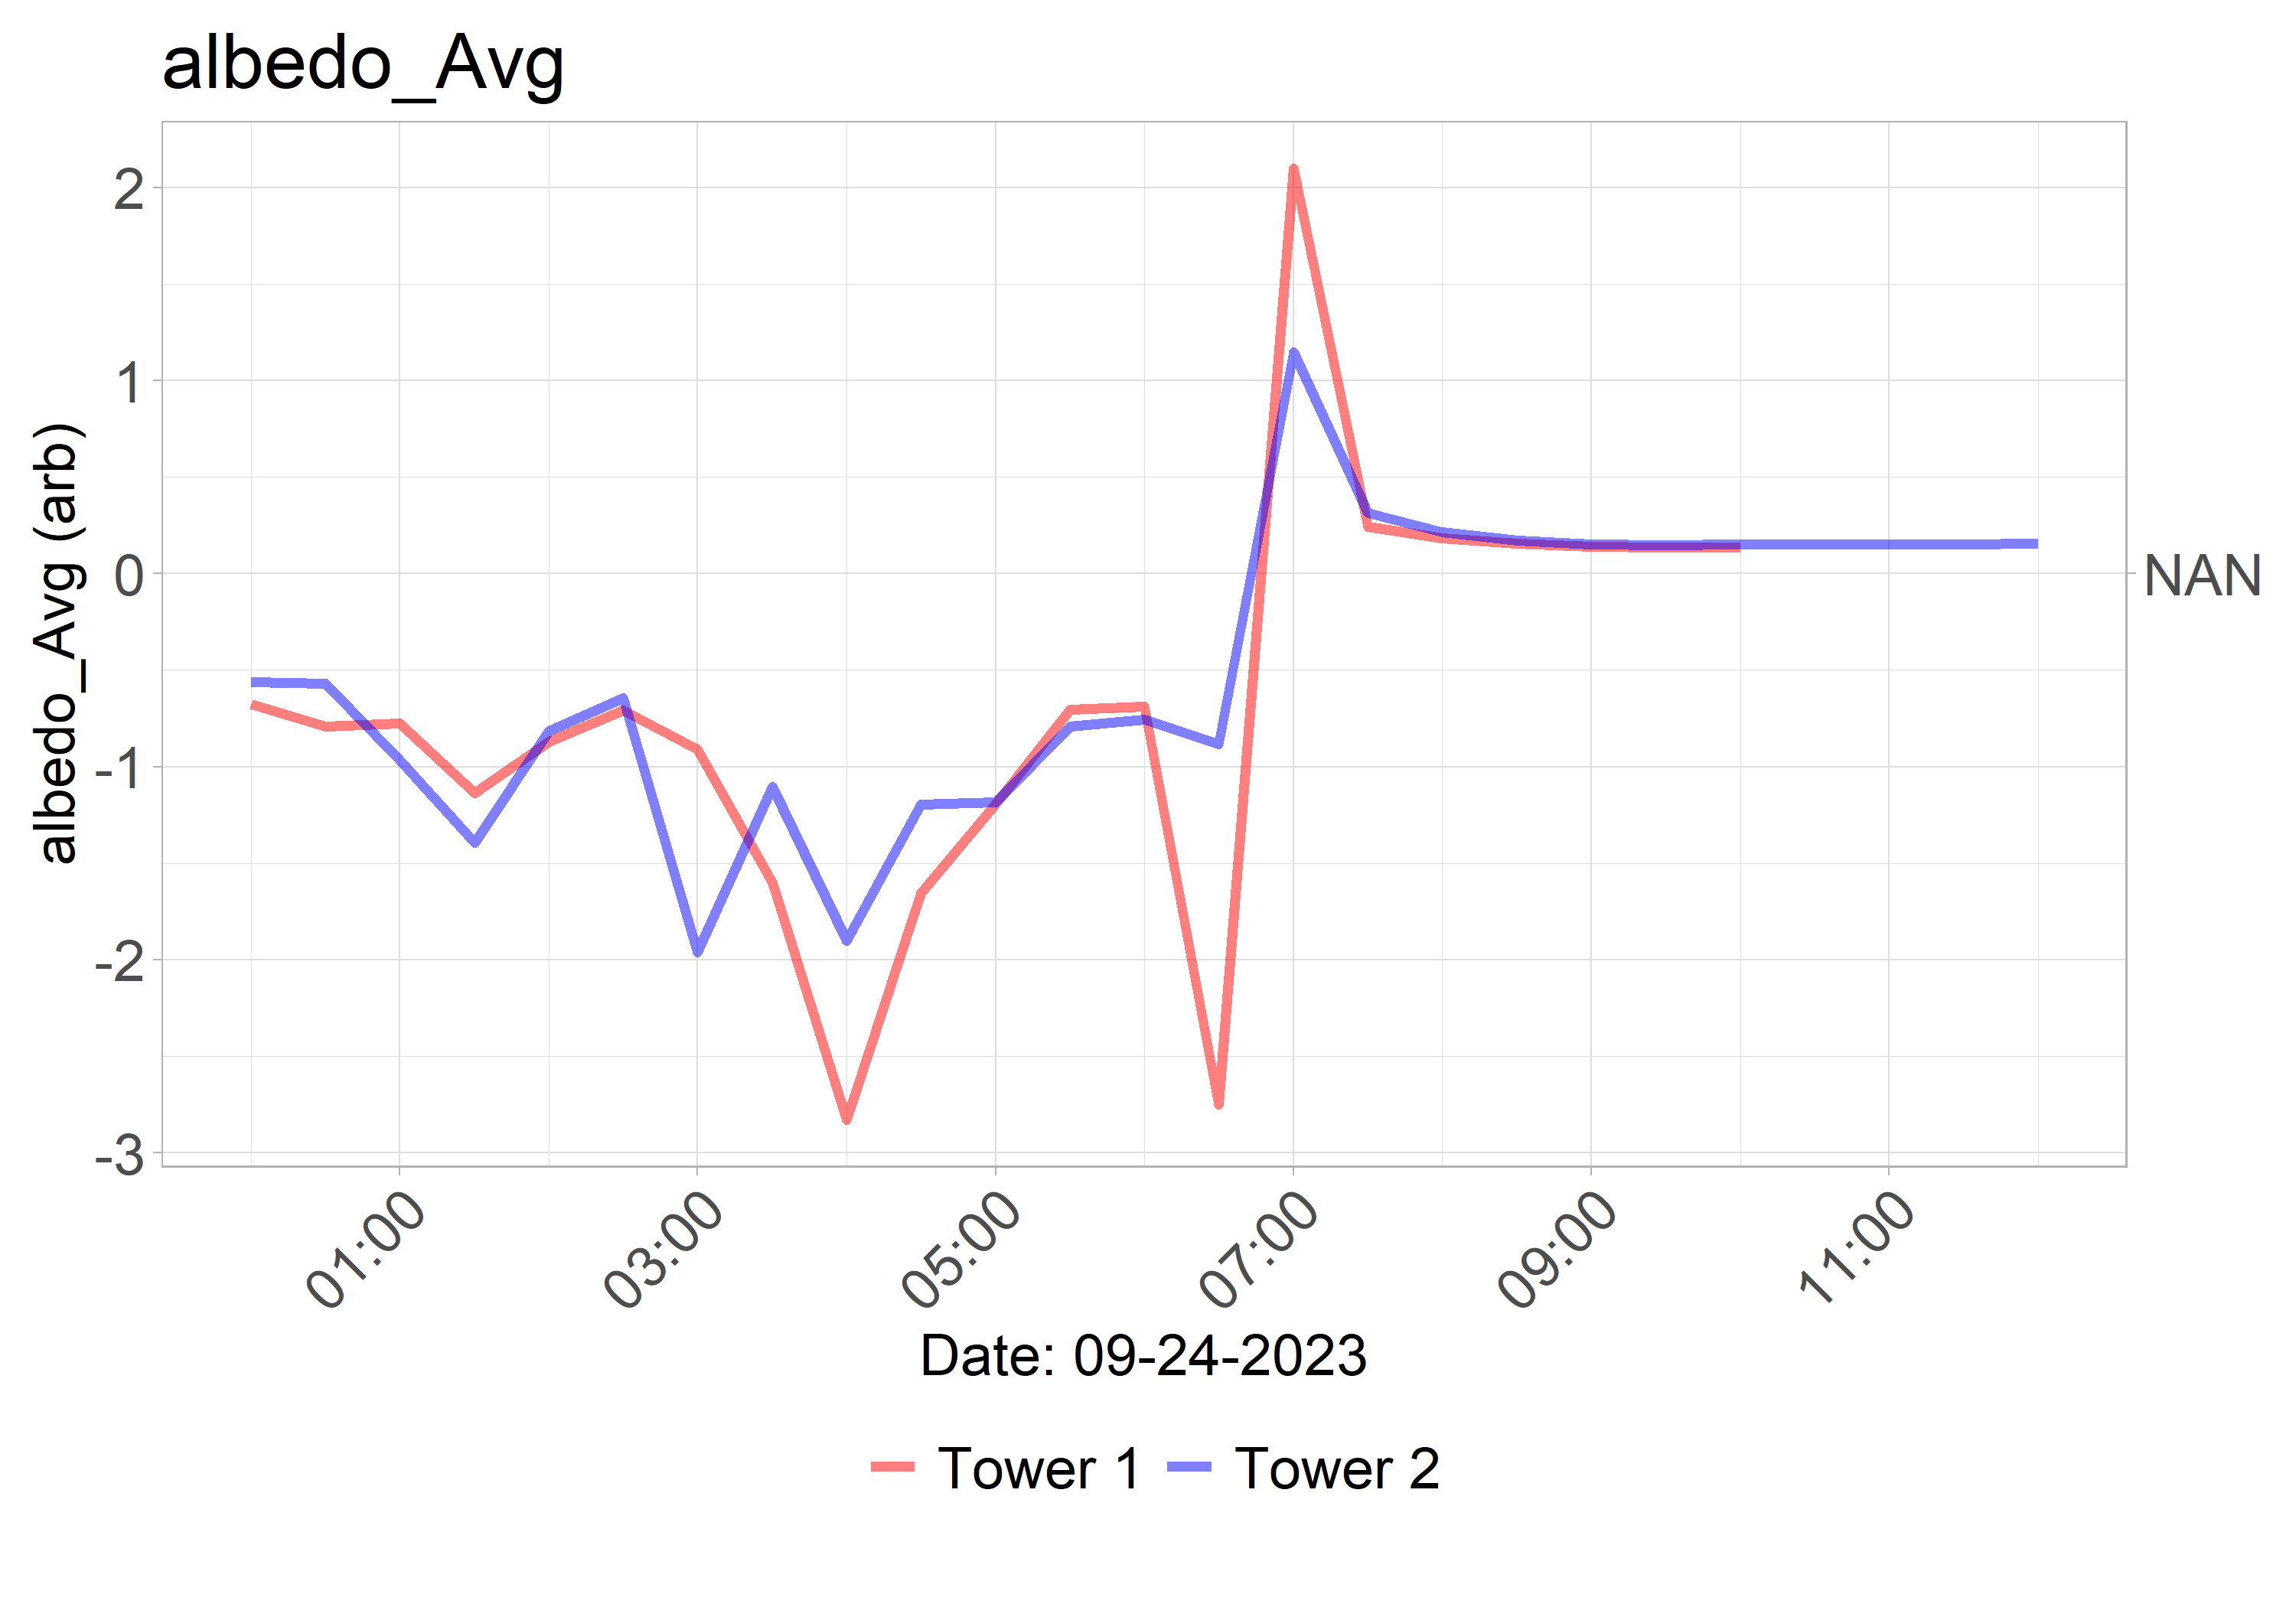 albedo_Avg
albedo_Avg (arb)
2
1
0
-1
-2
-3
NAN
01:00
03:00
05:00
07:00
09:00
11:00
Date: 09-24-2023
Tower 1
Tower 2